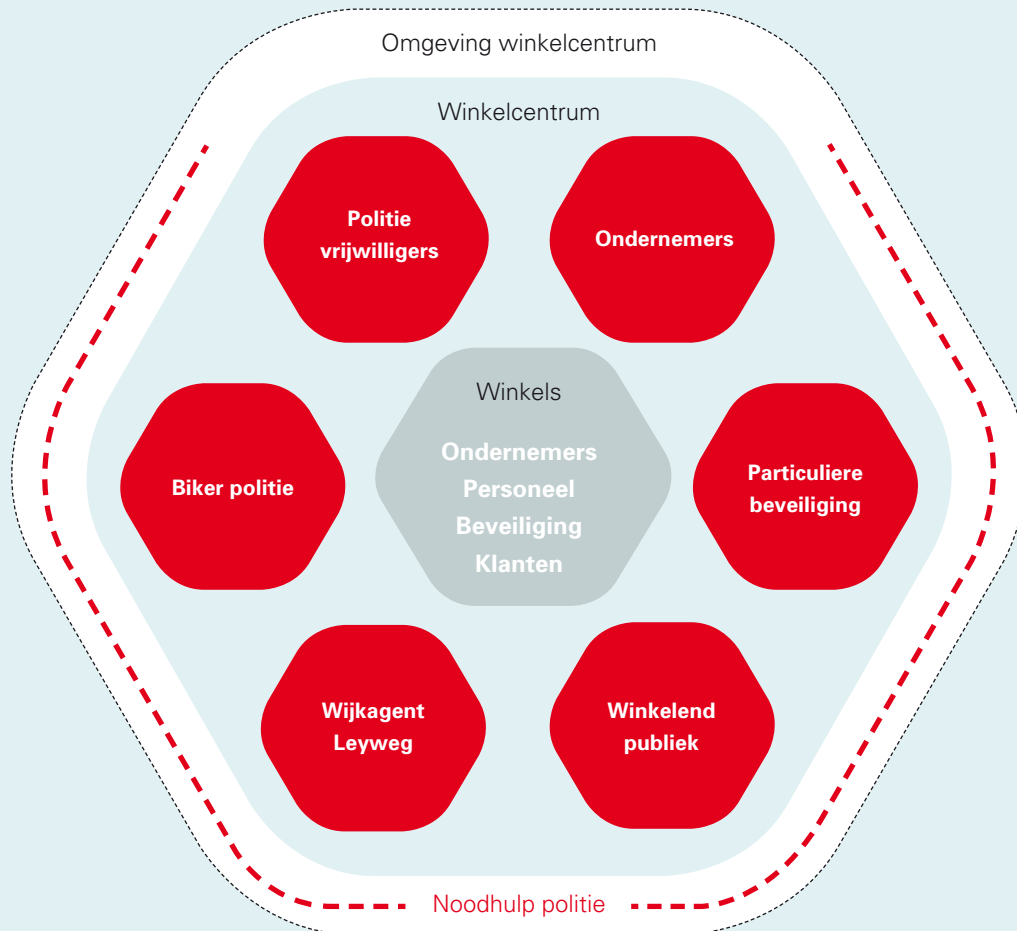 Omgeving winkelcentrum
Winkelcentrum
Politie
vrijwilligers
Ondernemers
Winkels
Ondernemers
Personeel
Beveiliging
Klanten
Biker politie
Particuliere
beveiliging
Wijkagent
Leyweg
Winkelend
publiek
Noodhulp politie